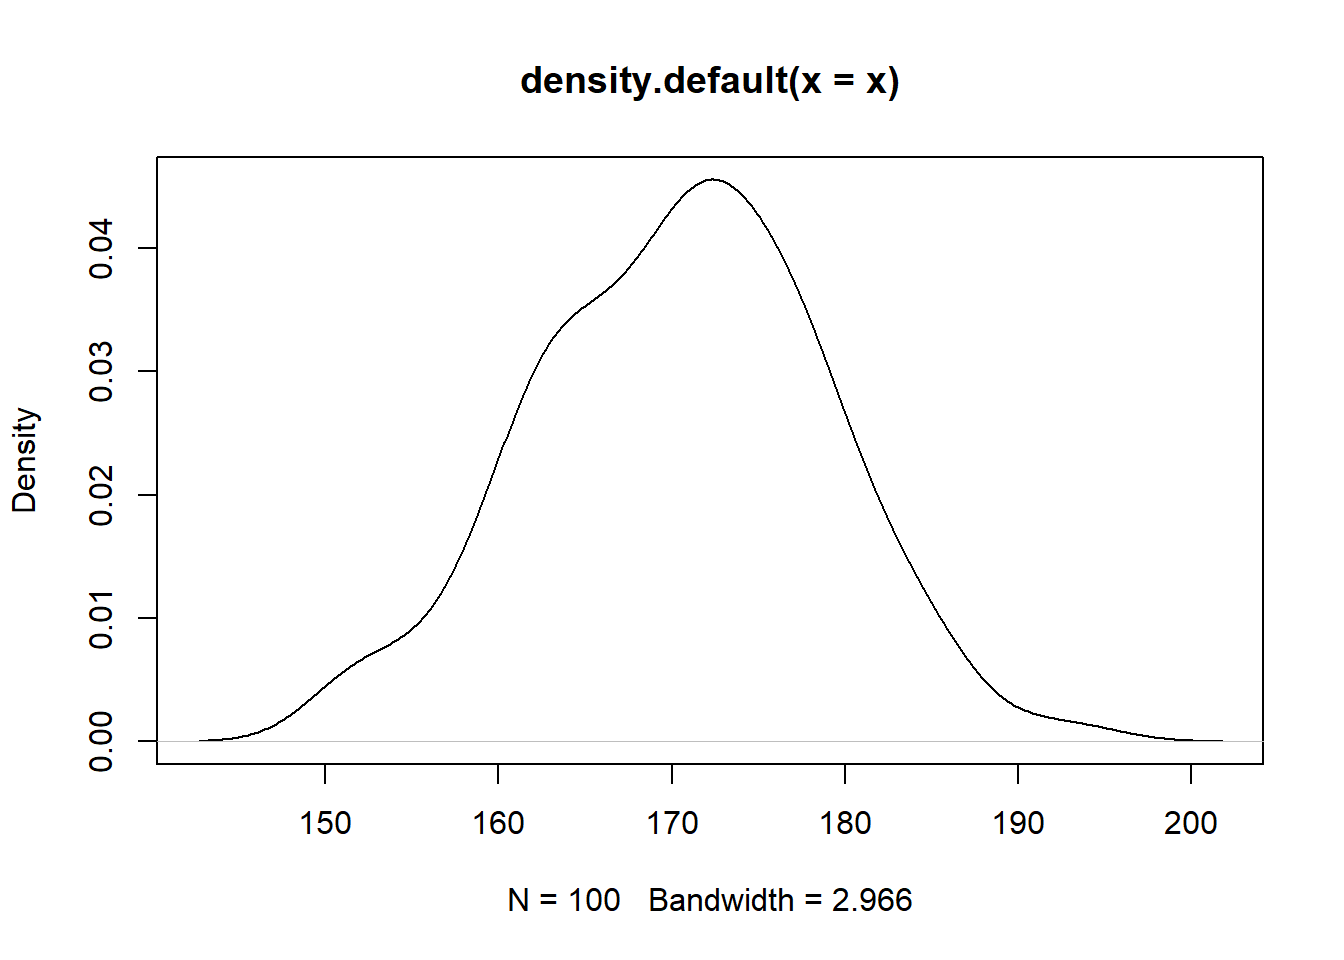 density.default(x = x)
Density
0.04
0.03
0.02
0.01
0.00
150 160 170 180 190 200
N = 100   Bandwidth = 2.966